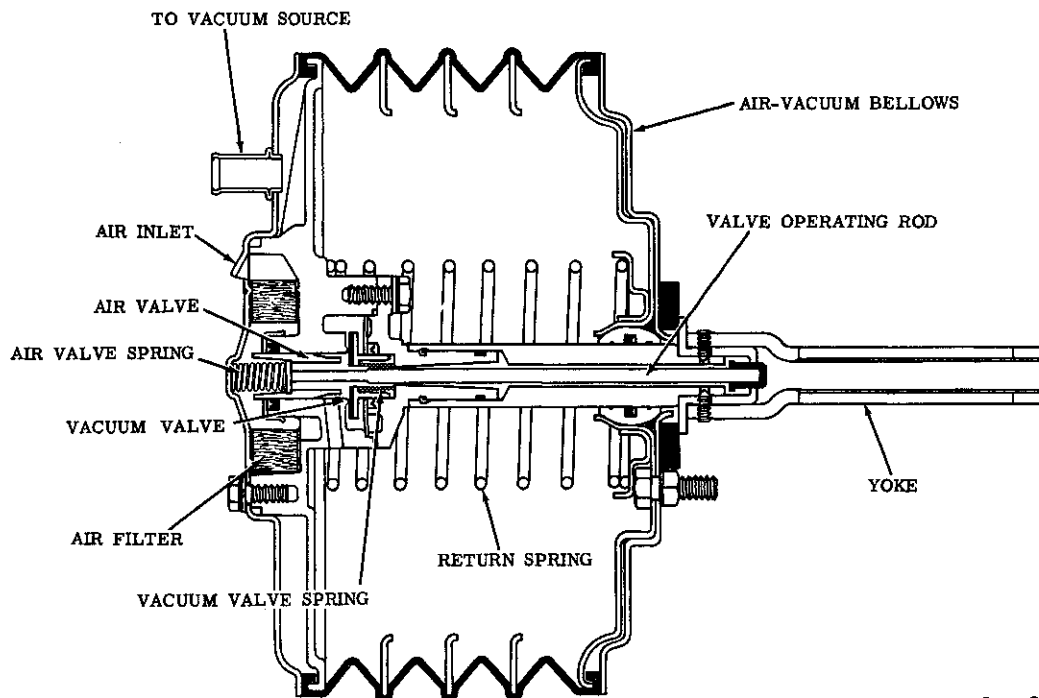 TO VACUUM SOURCE
AIR-VACUUM BELLOWS
VALVE OPERATING ROD
AIR INLET
AIR VALVE
AIR VALVE SPRING
VACUUM VALVE
YOKE
AIR FILTER
RETURN SPRING
VACUUM VALVE SPRING